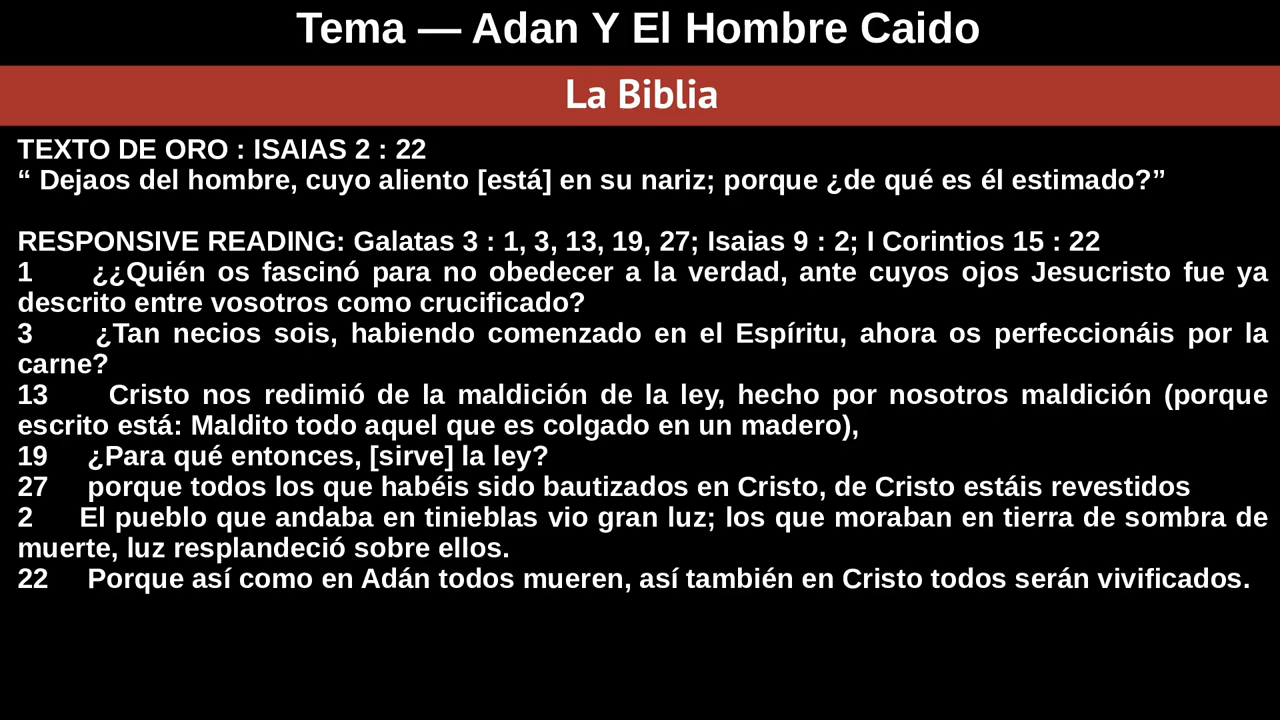 Tema — Adan Y El Hombre Caido
La Biblia
TEXTO DE ORO : ISAIAS 2 : 22
“ Dejaos del hombre, cuyo aliento [está] en su nariz; porque ¿de qué es él estimado?”
RESPONSIVE READING: Galatas 3 : 1, 3, 13, 19, 27; Isaias 9 : 2; I Corintios 15 : 22
1 ¿¿Quién os fascinó para no obedecer a la verdad, ante cuyos ojos Jesucristo fue ya
descrito entre vosotros como crucificado?
3 ¿Tan necios sois, habiendo comenzado en el Espíritu, ahora os perfeccionáis por la
carne?
13 Cristo nos redimió de la maldición de la ley, hecho por nosotros maldición (porque
escrito está: Maldito todo aquel que es colgado en un madero),
19 ¿Para qué entonces, [sirve] la ley?
27 porque todos los que habéis sido bautizados en Cristo, de Cristo estáis revestidos
2 El pueblo que andaba en tinieblas vio gran luz; los que moraban en tierra de sombra de
muerte, luz resplandeció sobre ellos.
22 Porque así como en Adán todos mueren, así también en Cristo todos serán vivificados.